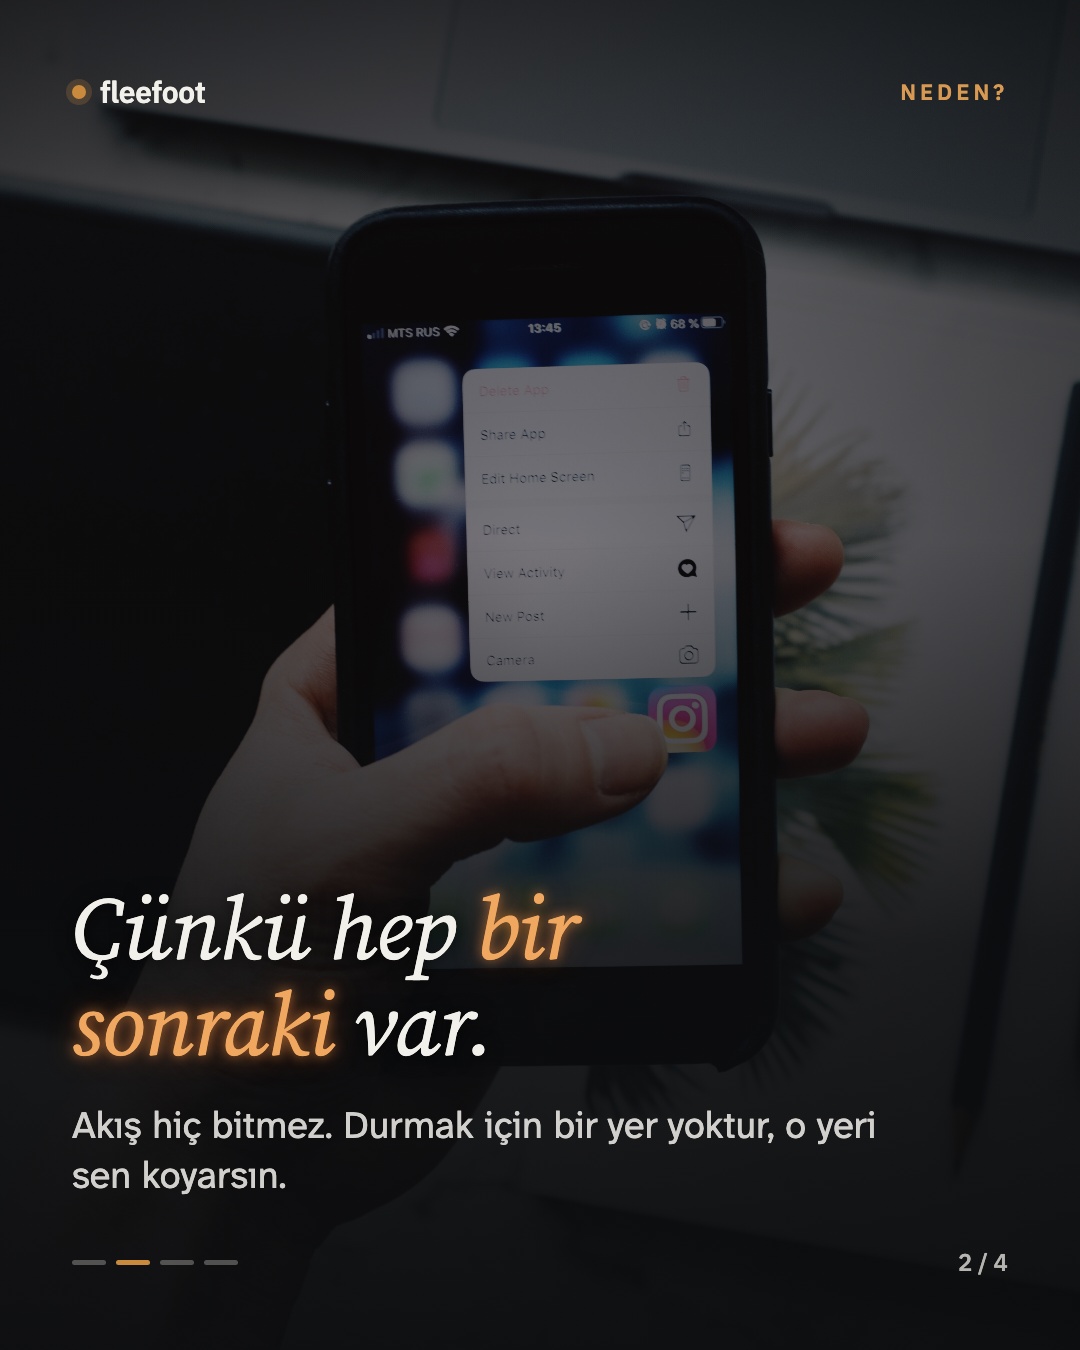 fleefoot
NEDEN?
MTS RUS 13:45 68 %
Delete App
Share App
Edit Home Screen
Direct
View Activity
New Post
Camera
Çünkü hep bir
sonraki var.
Akış hiç bitmez. Durmak için bir yer yoktur, o yeri
sen koyarsın.
2 / 4